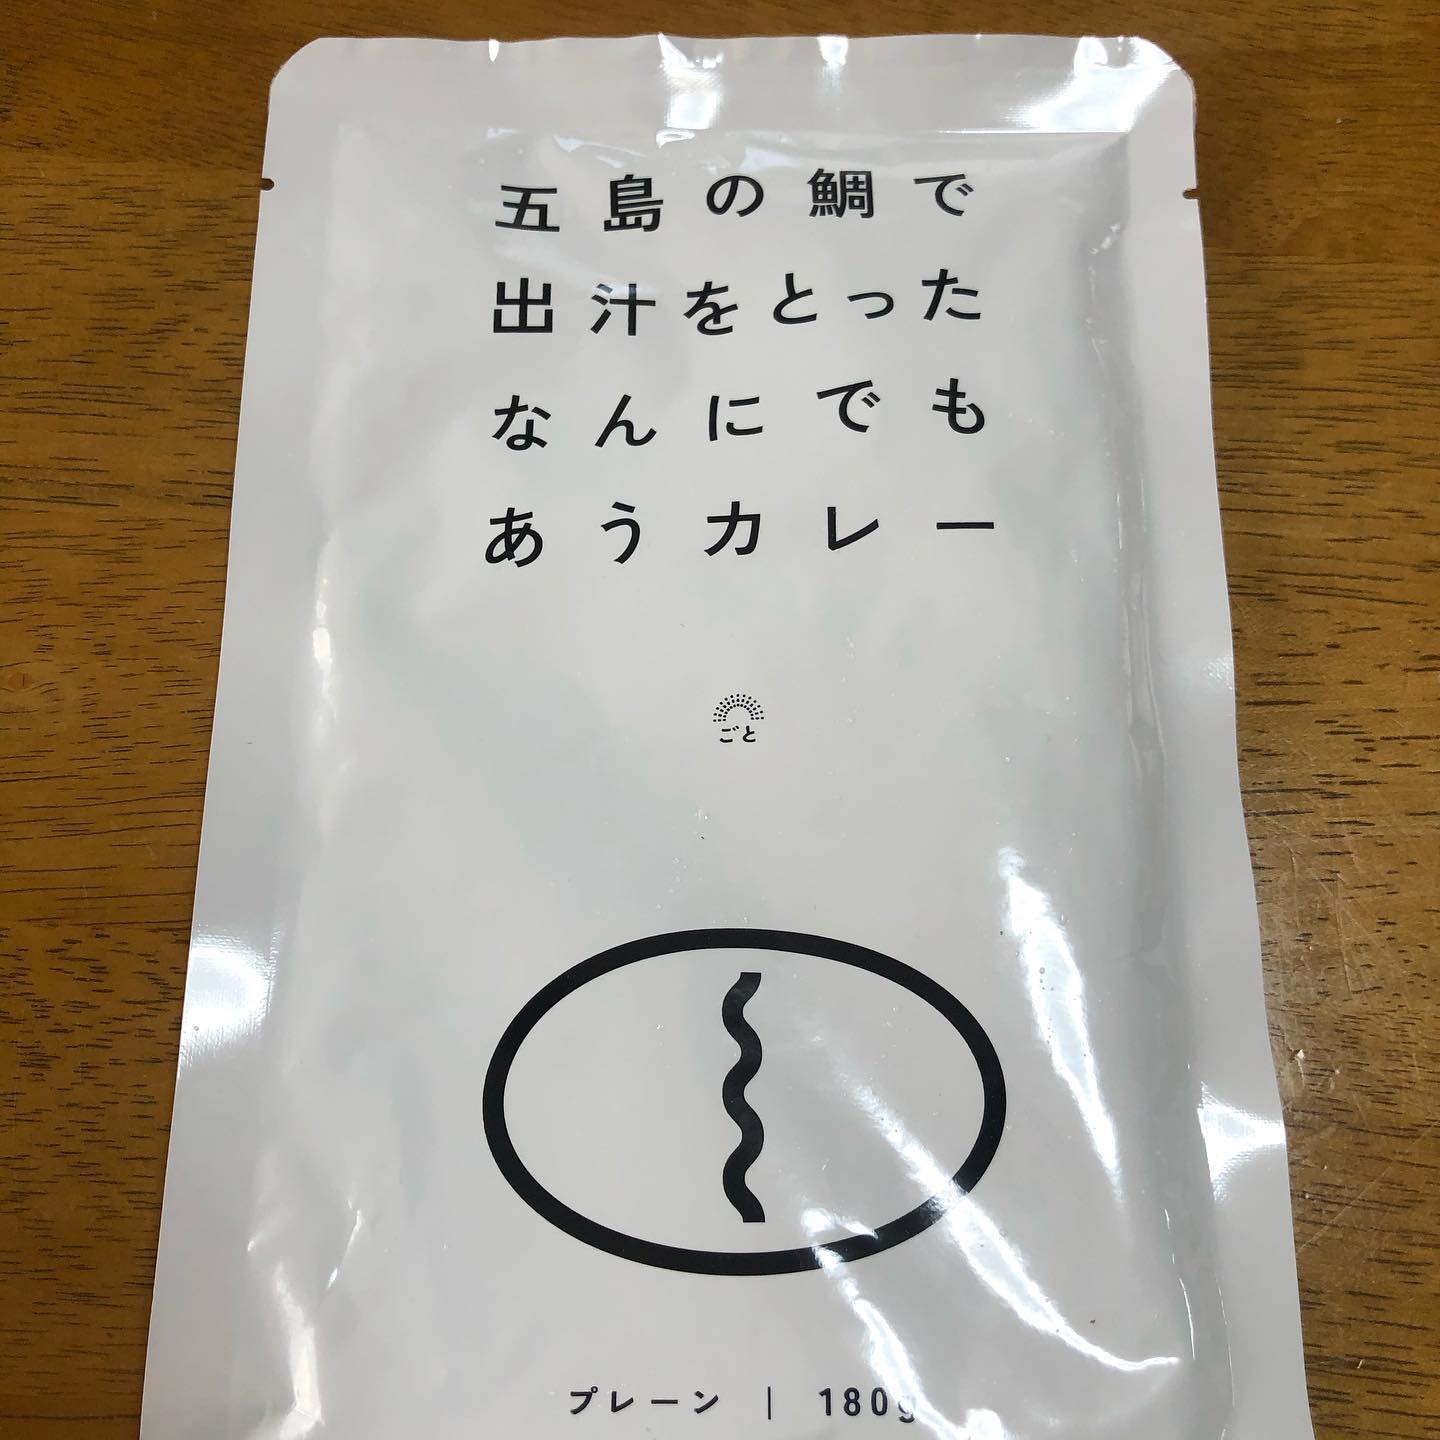 五島の鯛で
出汁をとった
なんにでも
あうカレー
ごと
プレーン | 180g